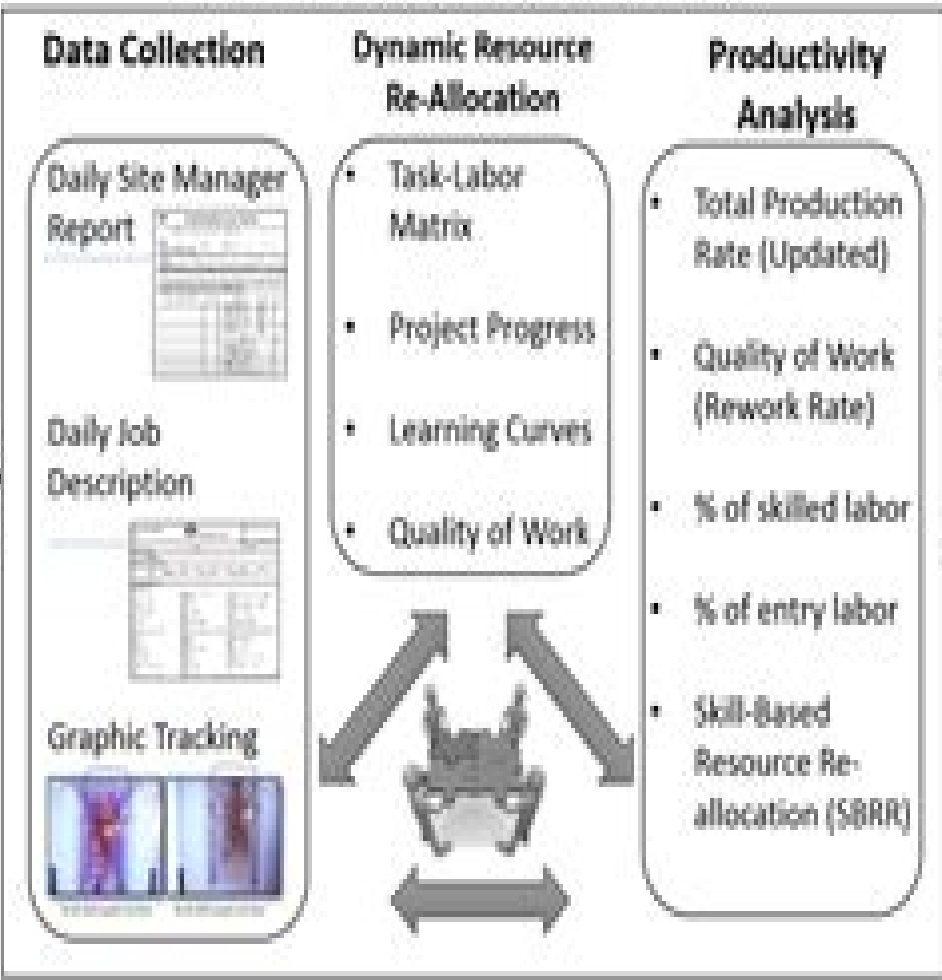 Data Collection
Daily Site Manager
Report
Daily Job
Description
Graphic Tracking
Dynamic Resource
Re-Allocation
• Task-Labor
Matrix
• Project Progress
• Learning Curves
• Quality of Work
Productivity
Analysis
• Total Production
Rate (Updated)
• Quality of Work
(Rework Rate)
• % of skilled labor
• % of entry labor
• Skill-Based
Resource Re-
allocation (SBRR)